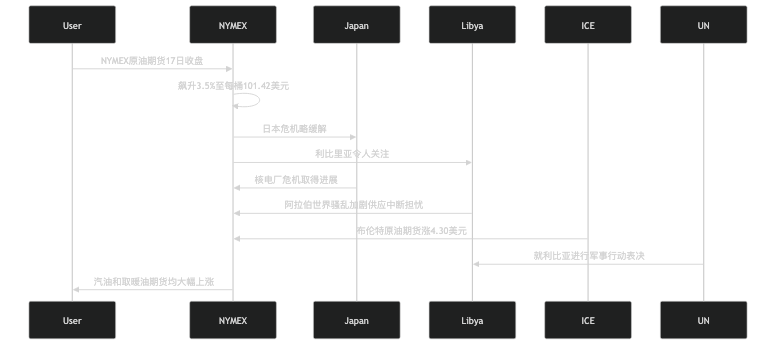 User NYMEX Japan Libya ICE UN
NYMEX原油期货17日收盘
飙升3.5%至每桶101.42美元
日本危机略缓解
利比里亚令人关注
核电厂危机取得进展
阿拉伯世界骚乱加剧供应中断担忧
布伦特原油期货涨4.30美元
就利比亚进行军事行动表决
汽油和取暖油期货均大幅上涨
User NYMEX Japan Libya ICE UN